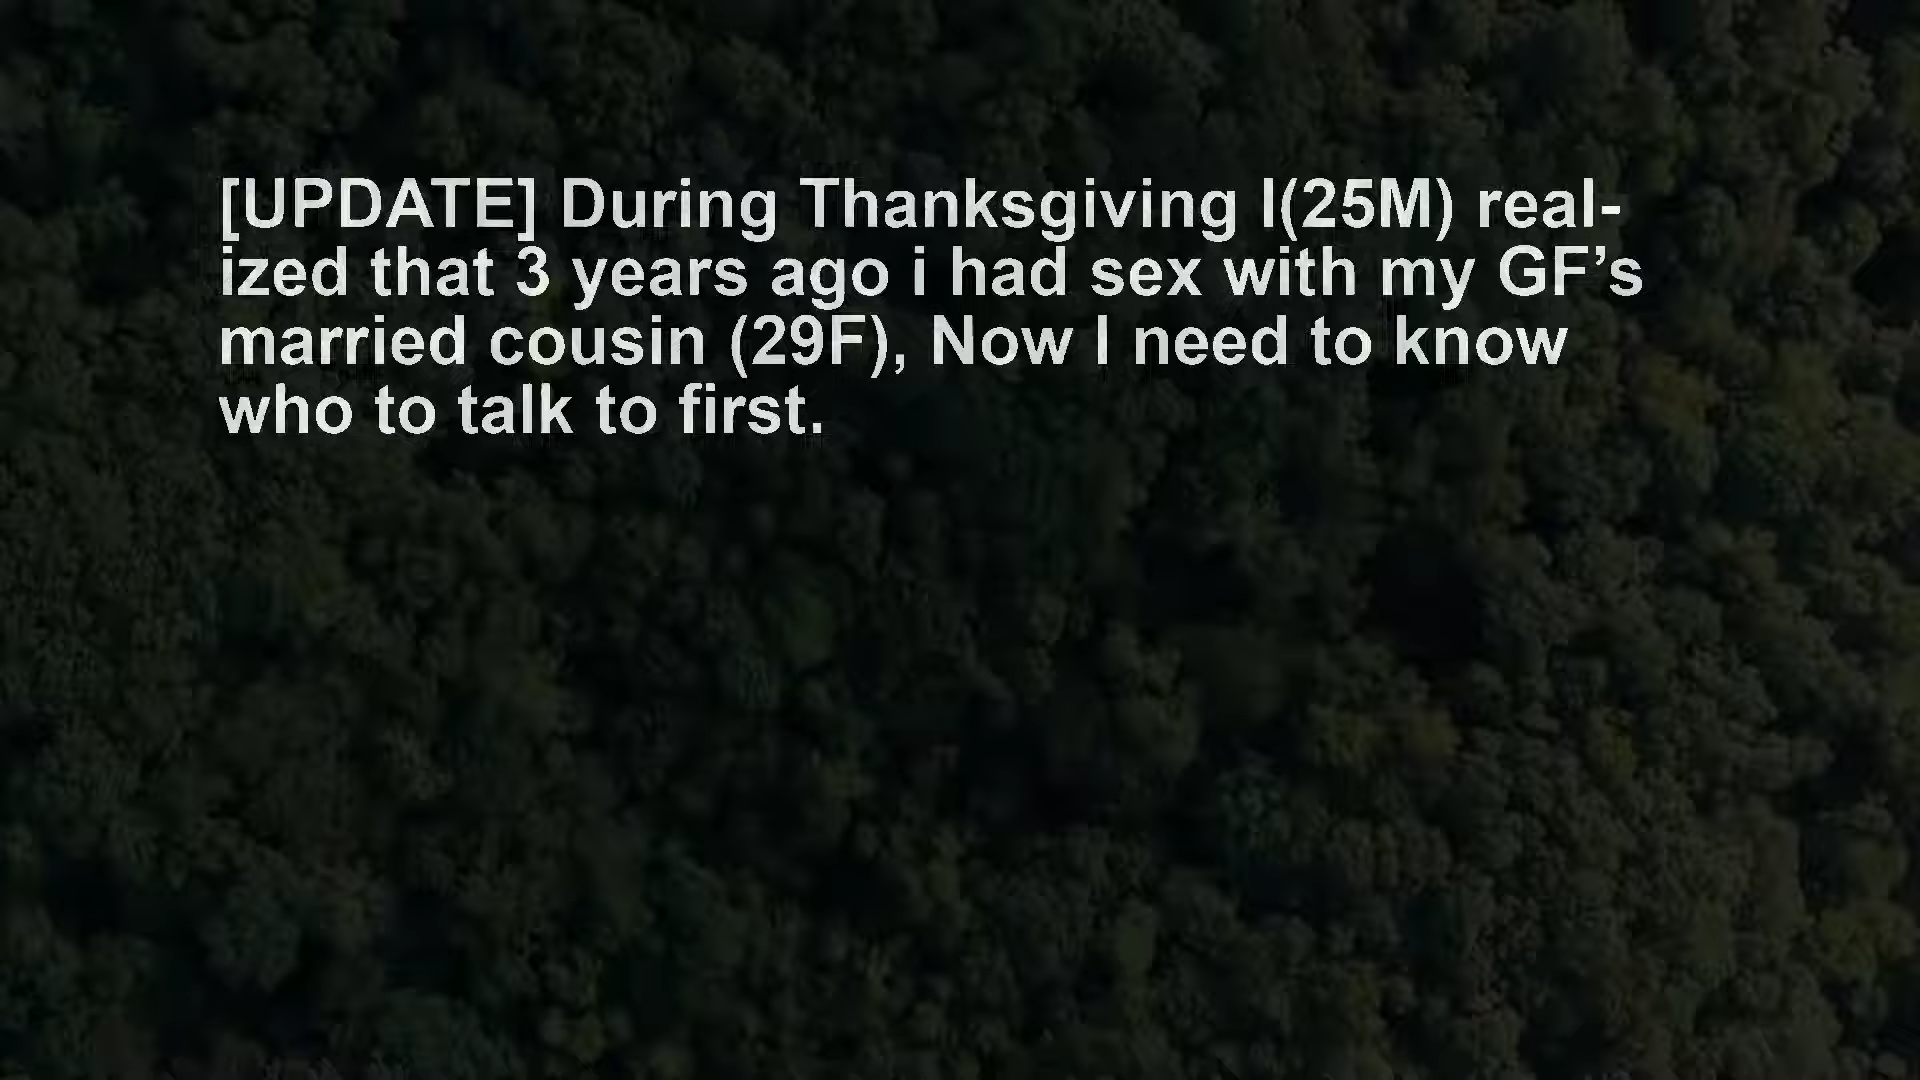 [UPDATE] During Thanksgiving I(25M) real-
ized that 3 years ago i had sex with my GF’s
married cousin (29F), Now I need to know
who to talk to first.